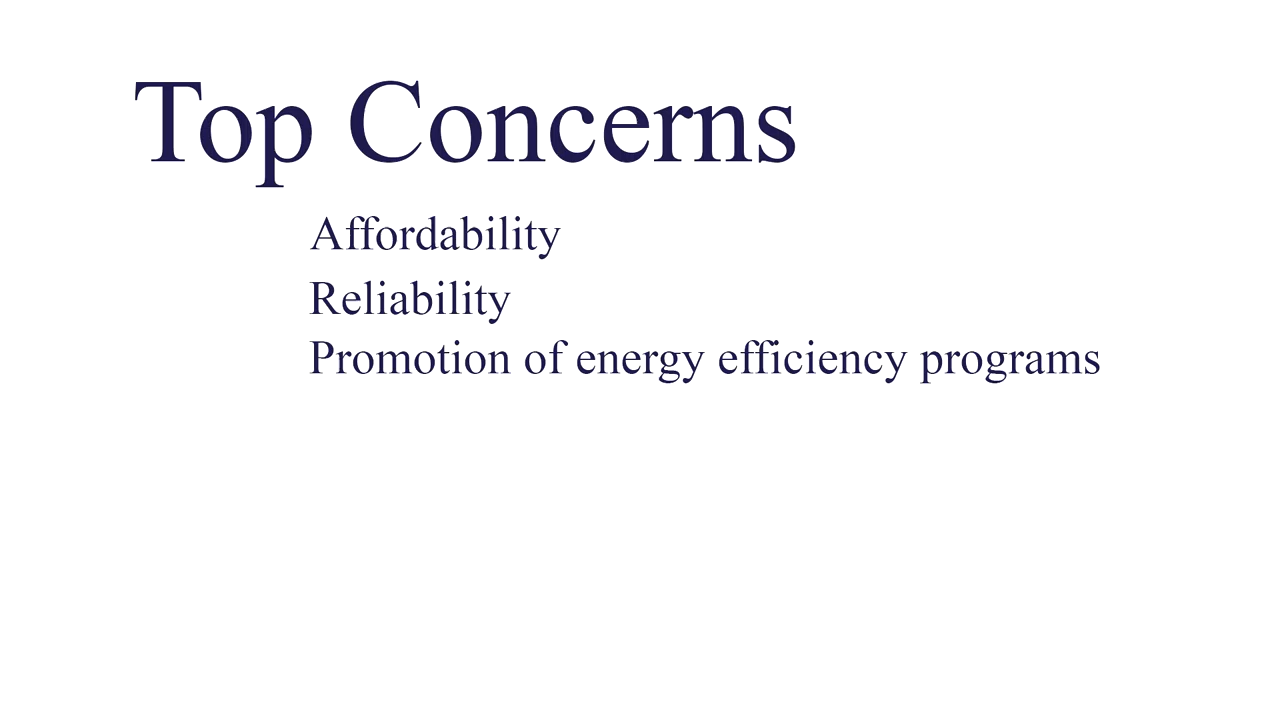 Top Concerns
Affordability
Reliability
Promotion of energy efficiency programs